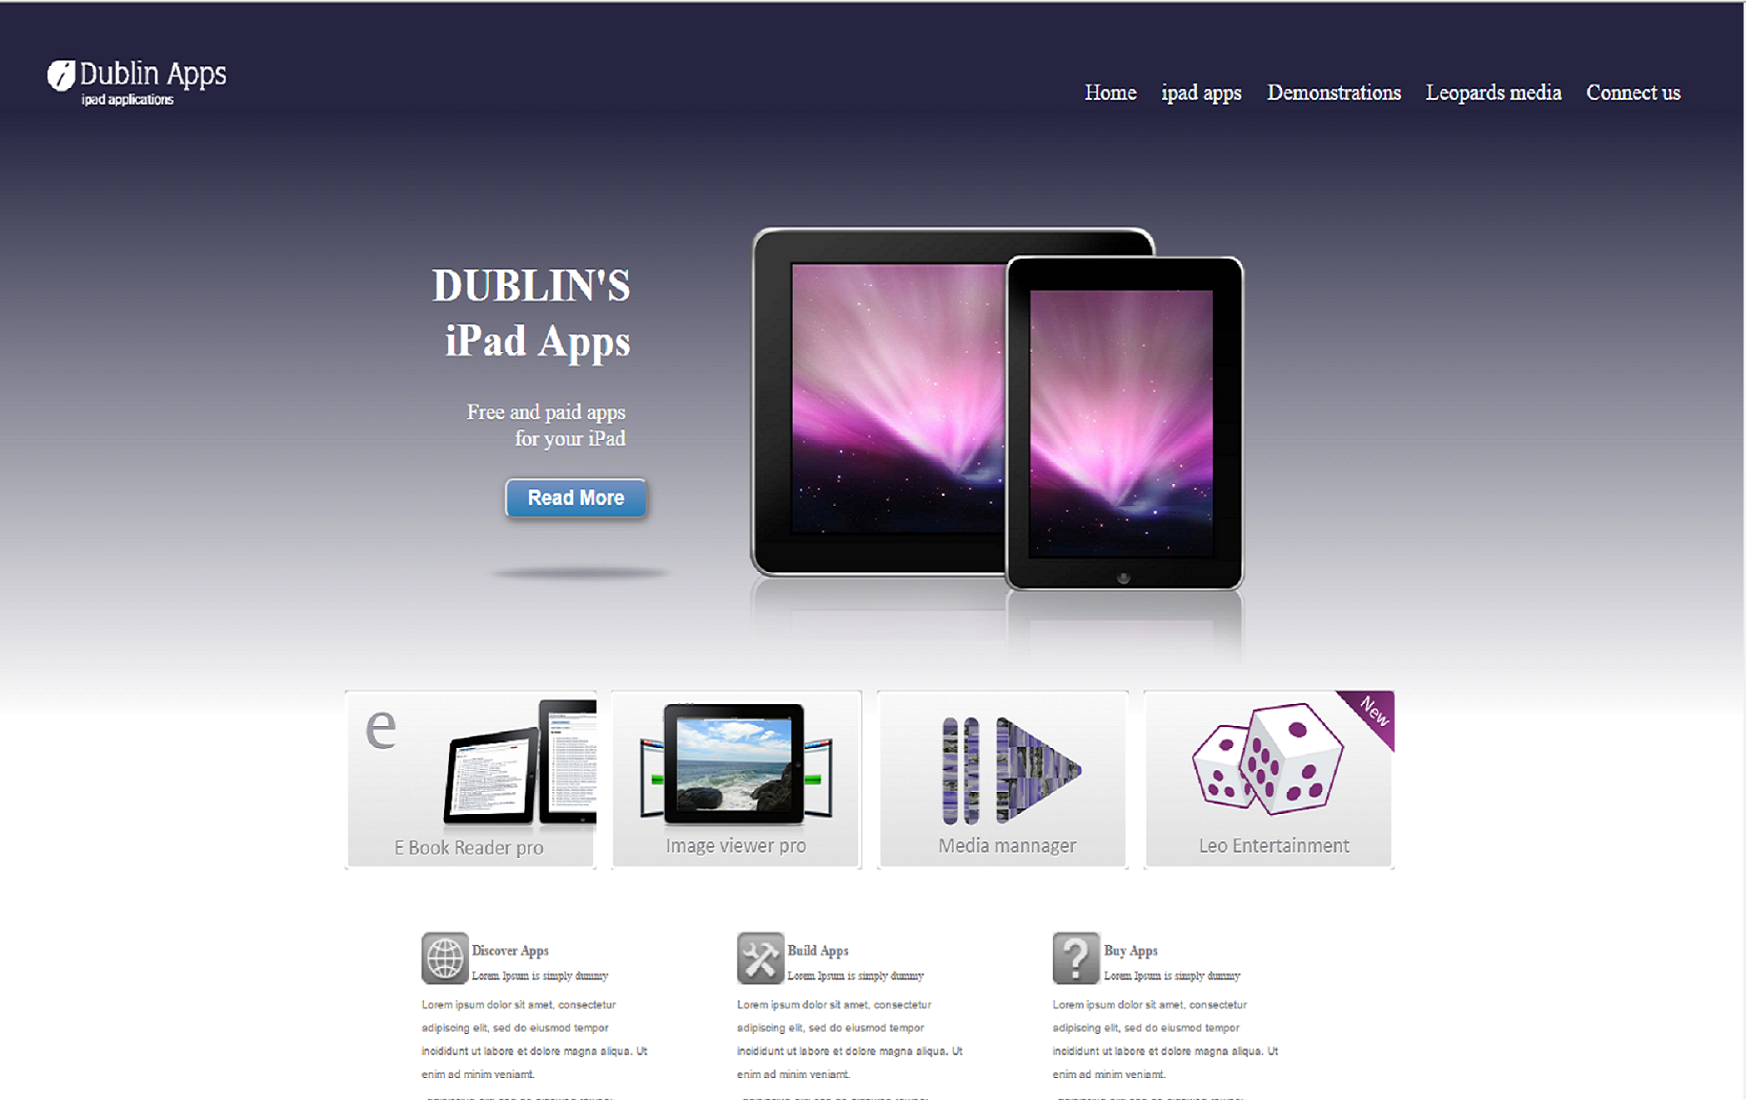 Dublin Apps
ipad applications
Home ipad apps Demonstrations Leopards media Connect us
DUBLIN'S
iPad Apps
Free and paid apps
for your iPad
Read More
e
E Book Reader pro
Image viewer pro
Media mannager
New
Leo Entertainment
Discover Apps
Lorem Ipsum is simply dummy
Lorem ipsum dolor sit amet, consectetur
adipiscing elit, sed do eiusmod tempor
incididunt ut labore et dolore magna aliqua. Ut
enim ad minim veniamt.
Build Apps
Lorem Ipsum is simply dummy
Lorem ipsum dolor sit amet, consectetur
adipiscing elit, sed do eiusmod tempor
incididunt ut labore et dolore magna aliqua. Ut
enim ad minim veniamt.
Buy Apps
Lorem Ipsum is simply dummy
Lorem ipsum dolor sit amet, consectetur
adipiscing elit, sed do eiusmod tempor
incididunt ut labore et dolore magna aliqua. Ut
enim ad minim veniamt.